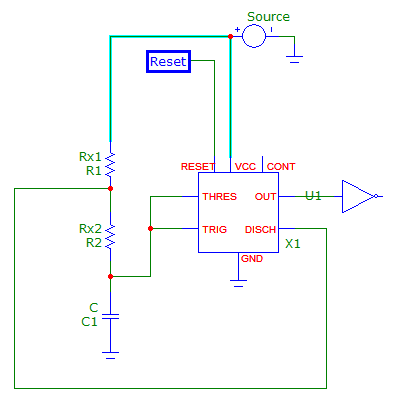 Source
+ -
Reset
Rx1
R1
RESET VCC CONT
THRES OUT U1
Rx2
R2
TRIG DISCH
X1
GND
C
C1